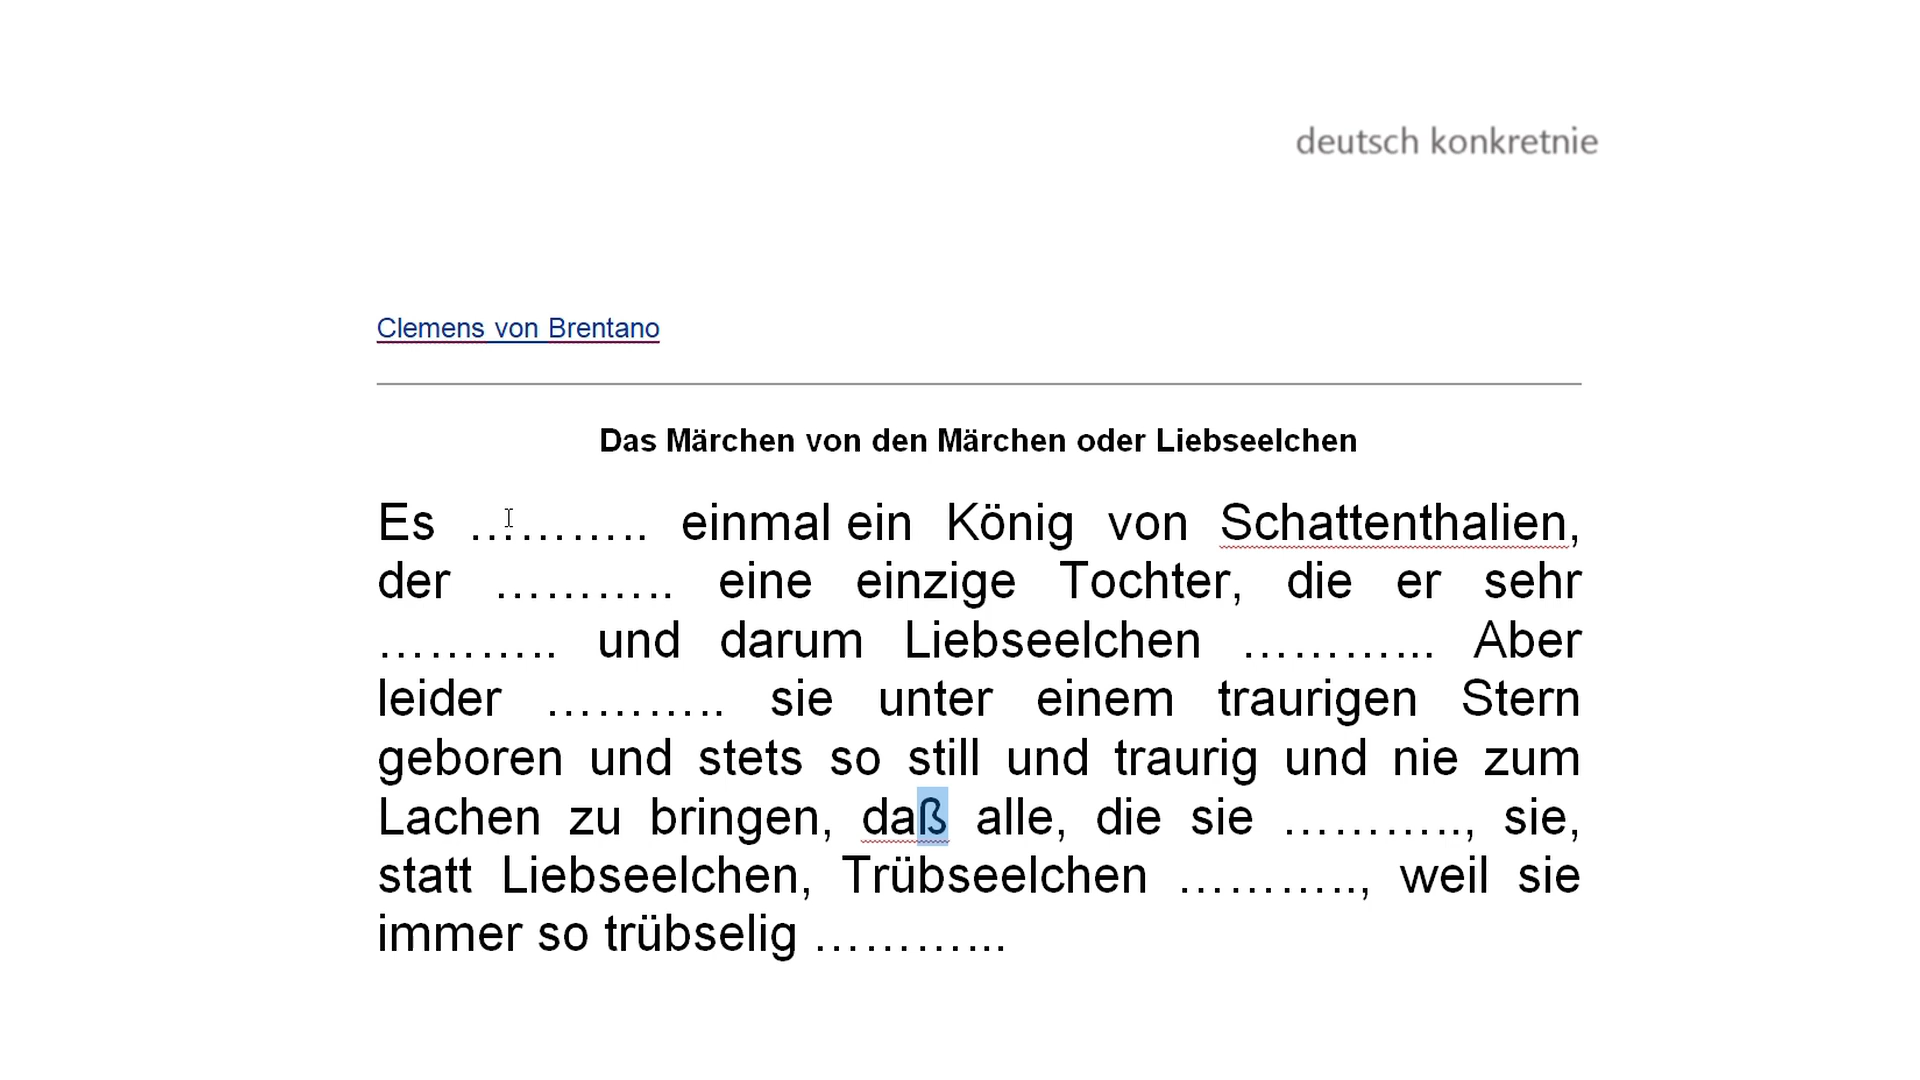 deutsch konkretnie
Clemens von Brentano
Das Märchen von den Märchen oder Liebseelchen
Es ……….. einmal ein König von Schattenthalien,
der ……….. eine einzige Tochter, die er sehr
……….. und darum Liebseelchen ………... Aber
leider ……….. sie unter einem traurigen Stern
geboren und stets so still und traurig und nie zum
Lachen zu bringen, daß alle, die sie ……….., sie,
statt Liebseelchen, Trübseelchen ……….., weil sie
immer so trübselig ………...